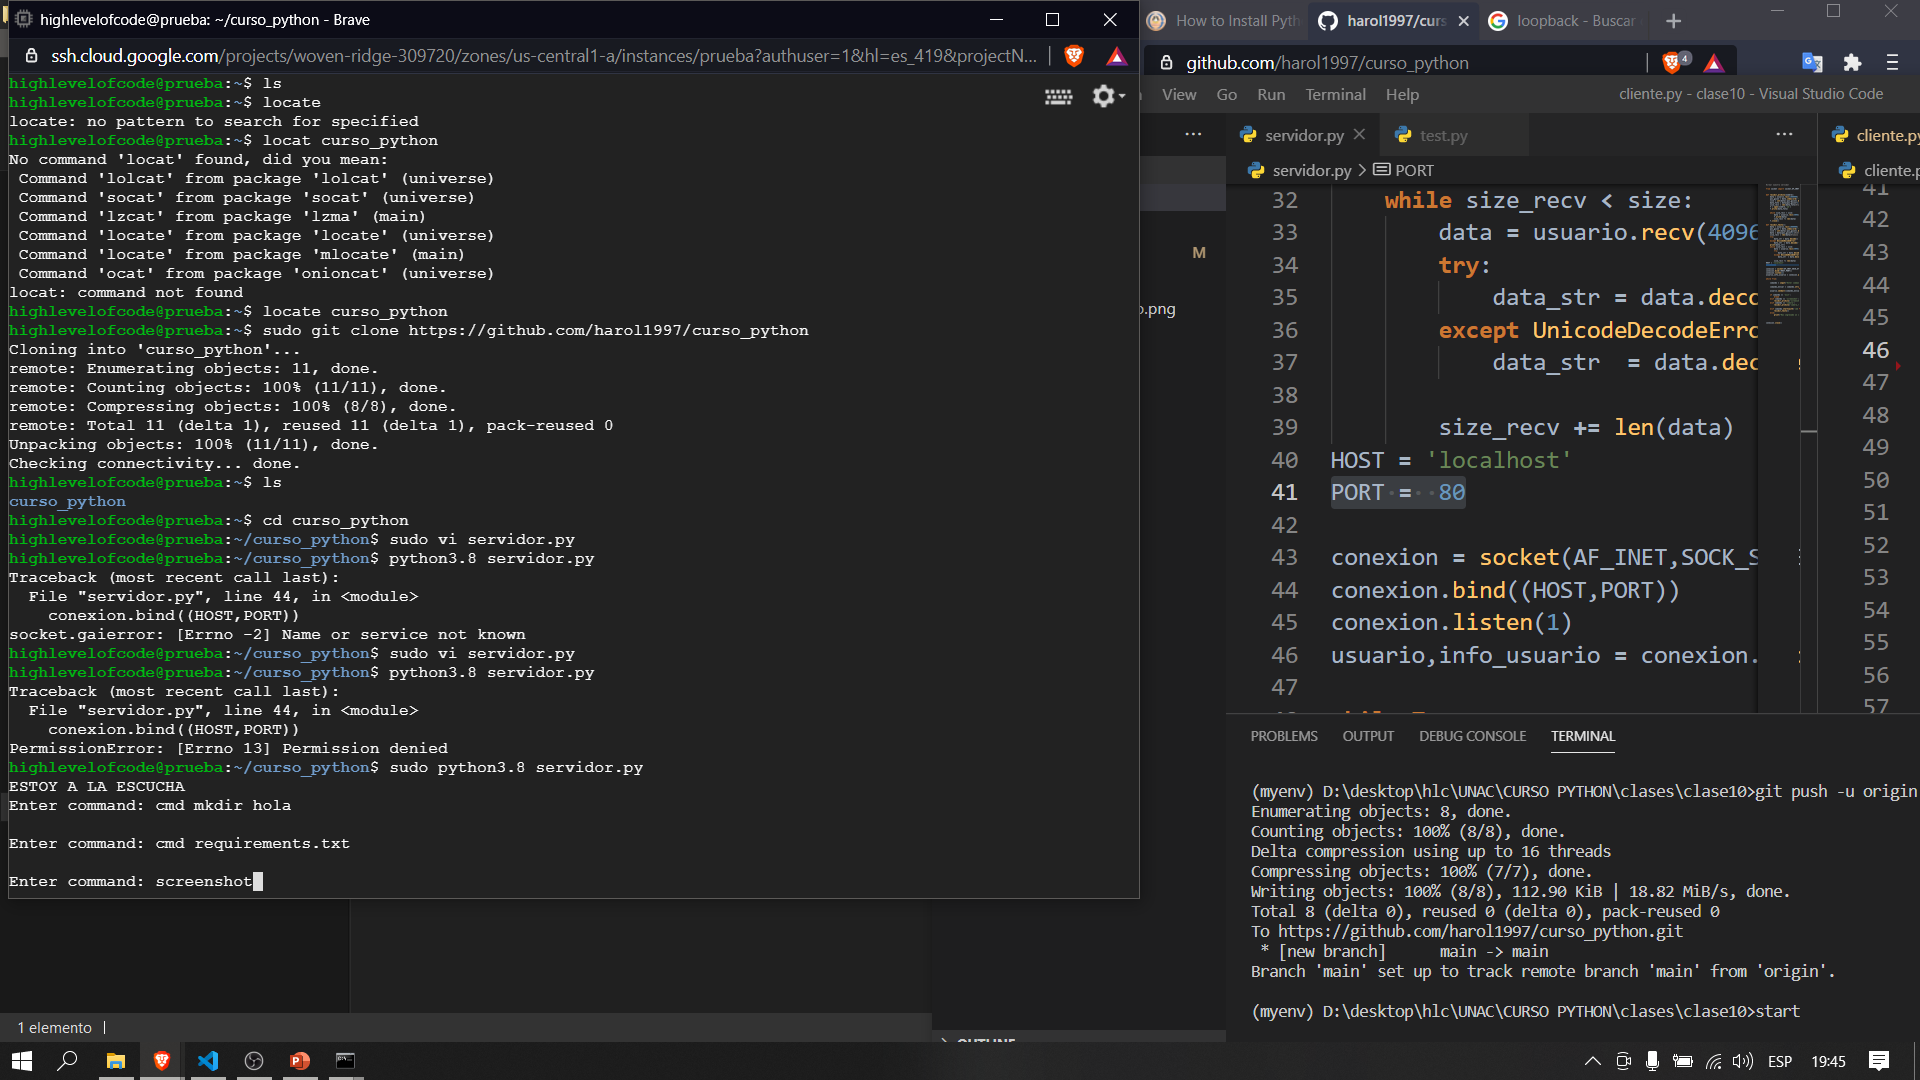 highlevelofcode@prueba: ~/curso_python - Brave
ssh.cloud.google.com/projects/woven-ridge-309720/zones/us-central1-a/instances/prueba?authuser=1&hl=es_419&projectN...
highlevelofcode@prueba:~$ ls
highlevelofcode@prueba:~$ locate
locate: no pattern to search for specified
highlevelofcode@prueba:~$ locat curso_python
No command 'locat' found, did you mean:
 Command 'lolcat' from package 'lolcat' (universe)
 Command 'socat' from package 'socat' (universe)
 Command 'lzcat' from package 'lzma' (main)
 Command 'locate' from package 'locate' (universe)
 Command 'locate' from package 'mlocate' (main)
 Command 'ocat' from package 'onioncat' (universe)
locat: command not found
highlevelofcode@prueba:~$ locate curso_python
highlevelofcode@prueba:~$ sudo git clone https://github.com/harol1997/curso_python
Cloning into 'curso_python'...
remote: Enumerating objects: 11, done.
remote: Counting objects: 100% (11/11), done.
remote: Compressing objects: 100% (8/8), done.
remote: Total 11 (delta 1), reused 11 (delta 1), pack-reused 0
Unpacking objects: 100% (11/11), done.
Checking connectivity... done.
highlevelofcode@prueba:~$ ls
curso_python
highlevelofcode@prueba:~$ cd curso_python
highlevelofcode@prueba:~/curso_python$ sudo vi servidor.py
highlevelofcode@prueba:~/curso_python$ python3.8 servidor.py
Traceback (most recent call last):
  File "servidor.py", line 44, in <module>
    conexion.bind((HOST,PORT))
socket.gaierror: [Errno -2] Name or service not known
highlevelofcode@prueba:~/curso_python$ sudo vi servidor.py
highlevelofcode@prueba:~/curso_python$ python3.8 servidor.py
Traceback (most recent call last):
  File "servidor.py", line 44, in <module>
    conexion.bind((HOST,PORT))
PermissionError: [Errno 13] Permission denied
highlevelofcode@prueba:~/curso_python$ sudo python3.8 servidor.py
ESTOY A LA ESCUCHA
Enter command: cmd mkdir hola
Enter command: cmd requirements.txt
Enter command: screenshot
1 elemento
How to Install Pyth
harol1997/curs
loopback - Buscar
github.com/harol1997/curso_python
4
View Go Run Terminal Help
cliente.py - clase10 - Visual Studio Code
servidor.py
test.py
cliente.py
servidor.py > PORT
cliente.p
M
o.png
32 while size_recv < size:
33 data = usuario.recv(4096
34 try:
35 data_str = data.deco
36 except UnicodeDecodeErro
37 data_str  = data.dec
38
39 size_recv += len(data)
40 HOST = 'localhost'
41 PORT =  80
42
43 conexion = socket(AF_INET,SOCK_S
44 conexion.bind((HOST,PORT))
45 conexion.listen(1)
46 usuario,info_usuario = conexion.
47
41
42
43
44
45
46
47
48
49
50
51
52
53
54
55
56
57
PROBLEMS OUTPUT DEBUG CONSOLE TERMINAL
(myenv) D:\desktop\hlc\UNAC\CURSO PYTHON\clases\clase10>git push -u origin
Enumerating objects: 8, done.
Counting objects: 100% (8/8), done.
Delta compression using up to 16 threads
Compressing objects: 100% (7/7), done.
Writing objects: 100% (8/8), 112.90 KiB | 18.82 MiB/s, done.
Total 8 (delta 0), reused 0 (delta 0), pack-reused 0
To https://github.com/harol1997/curso_python.git
 * [new branch]      main -> main
Branch 'main' set up to track remote branch 'main' from 'origin'.
(myenv) D:\desktop\hlc\UNAC\CURSO PYTHON\clases\clase10>start
OUTLINE
ESP
19:45